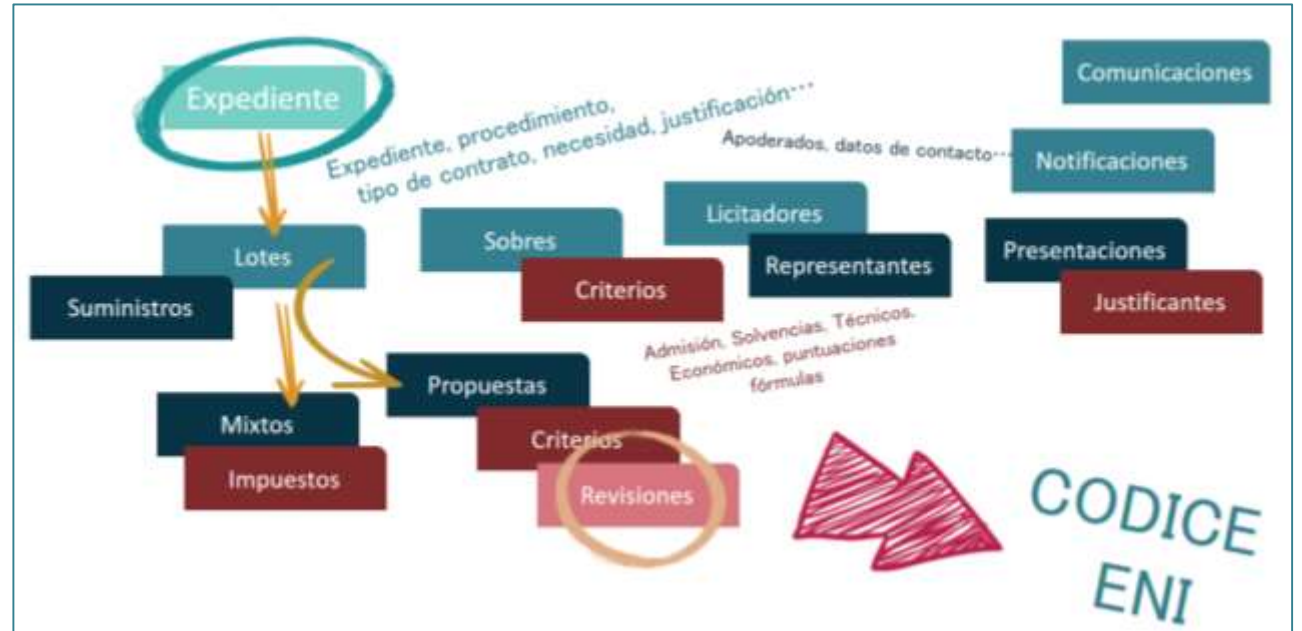 Expediente
Expediente, procedimiento,
tipo de contrato, necesidad, justificación...
Comunicaciones
Apoderados, datos de contacto...
Notificaciones
Lotes
Suministros
Sobres
Criterios
Licitadores
Representantes
Presentaciones
Justificantes
Admisión, Solvencias, Técnicos,
Económicos, puntuaciones
fórmulas
Mixtos
Impuestos
Propuestas
Criterios
Revisiones
CODICE
ENI